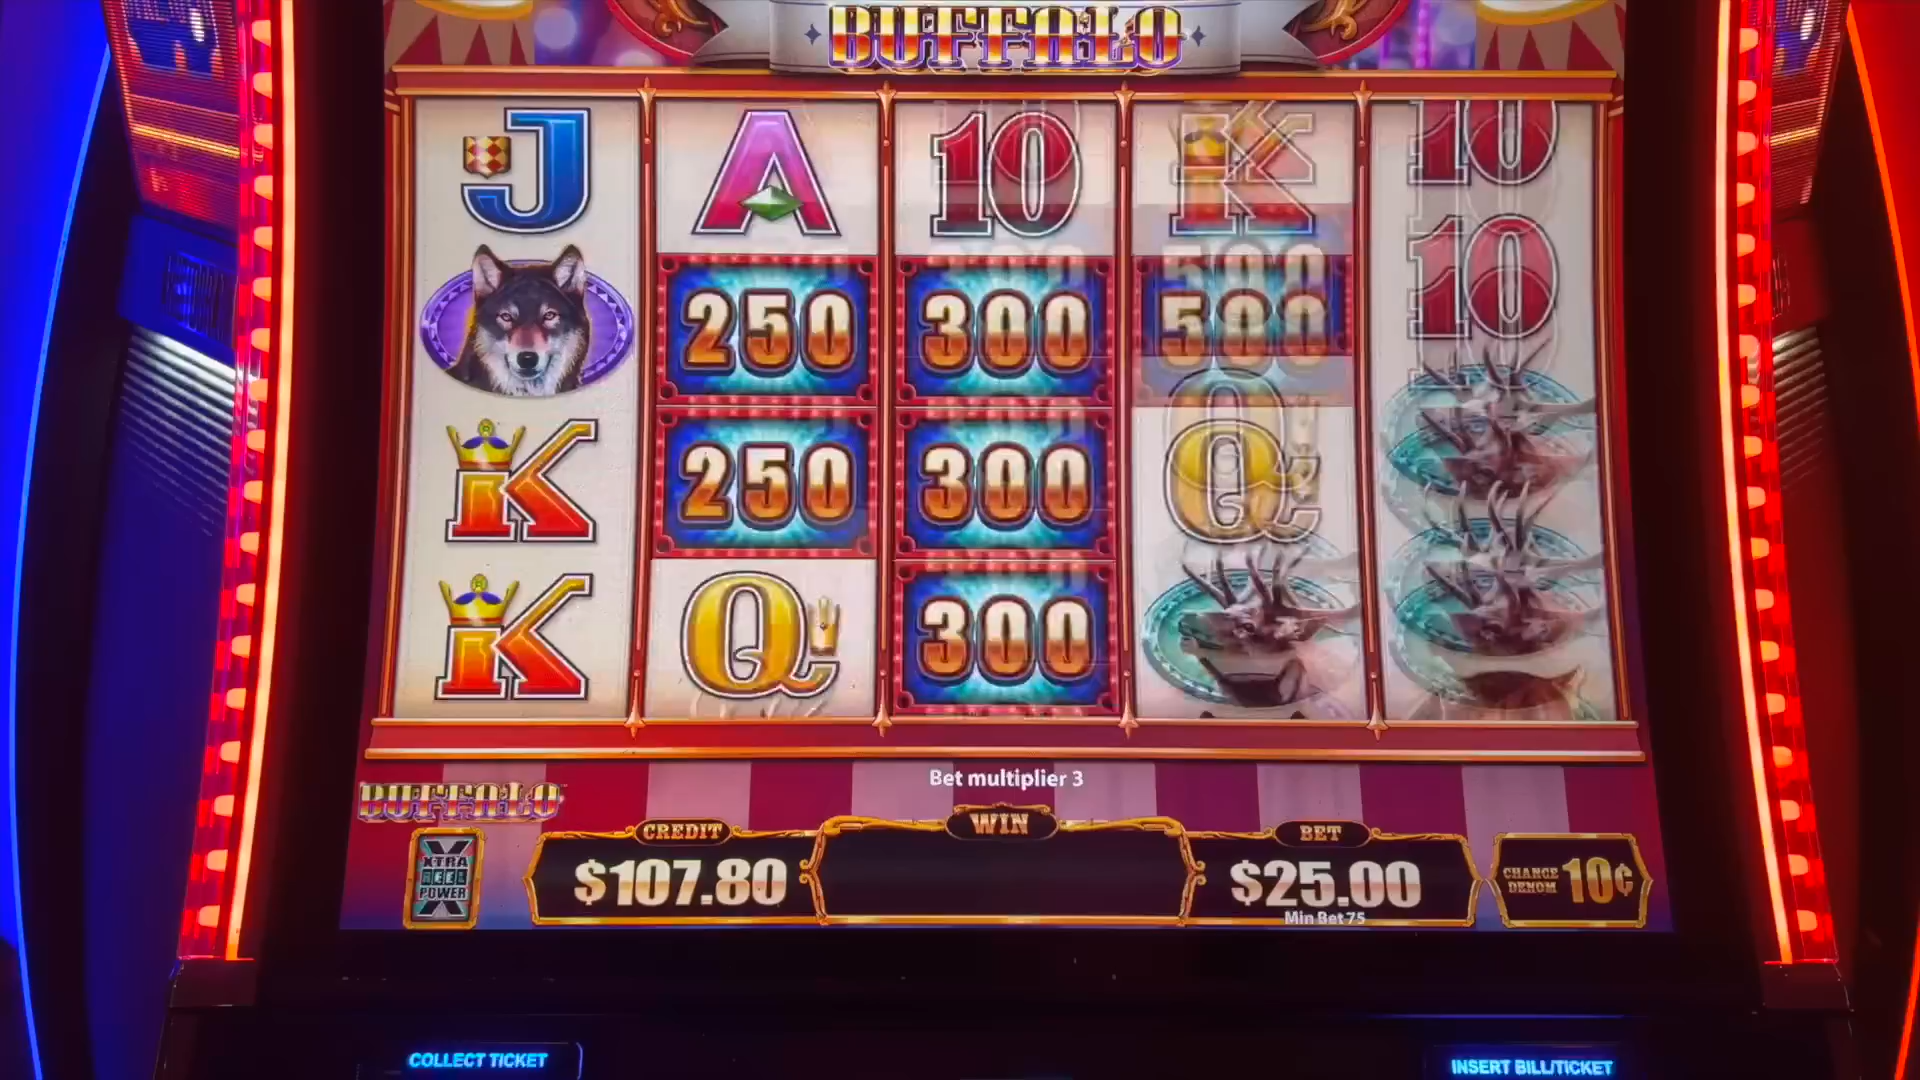 BUFFALO
J A 10 K 10
250 300 500 10
K 250 300 Q
K Q 300
Bet multiplier 3
BUFFALO
XTRA
REEL
POWER
CREDIT WIN BET
$107.80 $25.00
CHANGE
DENOM 10¢
Min Bet 75
COLLECT TICKET INSERT BILL/TICKET